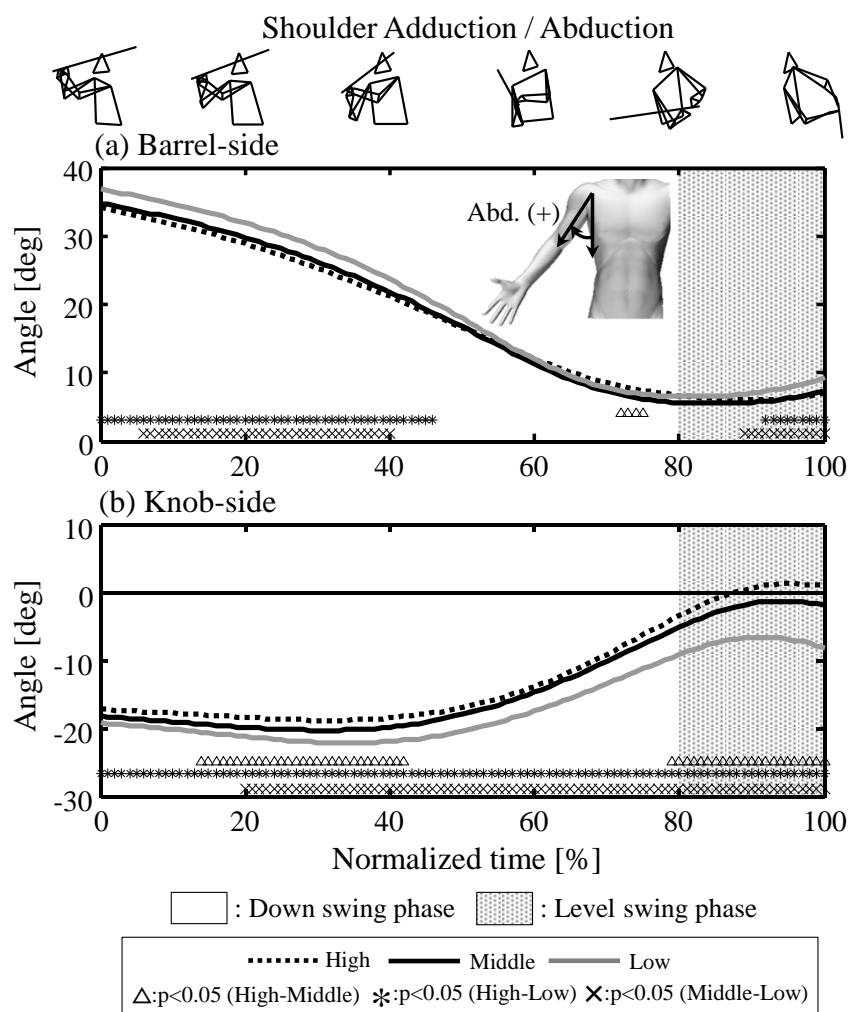 Shoulder Adduction / Abduction
(a) Barrel-side
40
30
20
10
0
Angle [deg]
Abd. (+)
0 20 40 60 80 100
(b) Knob-side
10
0
-10
-20
-30
Angle [deg]
0 20 40 60 80 100
Normalized time [%]
: Down swing phase : Level swing phase
High Middle Low
△:p<0.05 (High-Middle) *:p<0.05 (High-Low) ×:p<0.05 (Middle-Low)